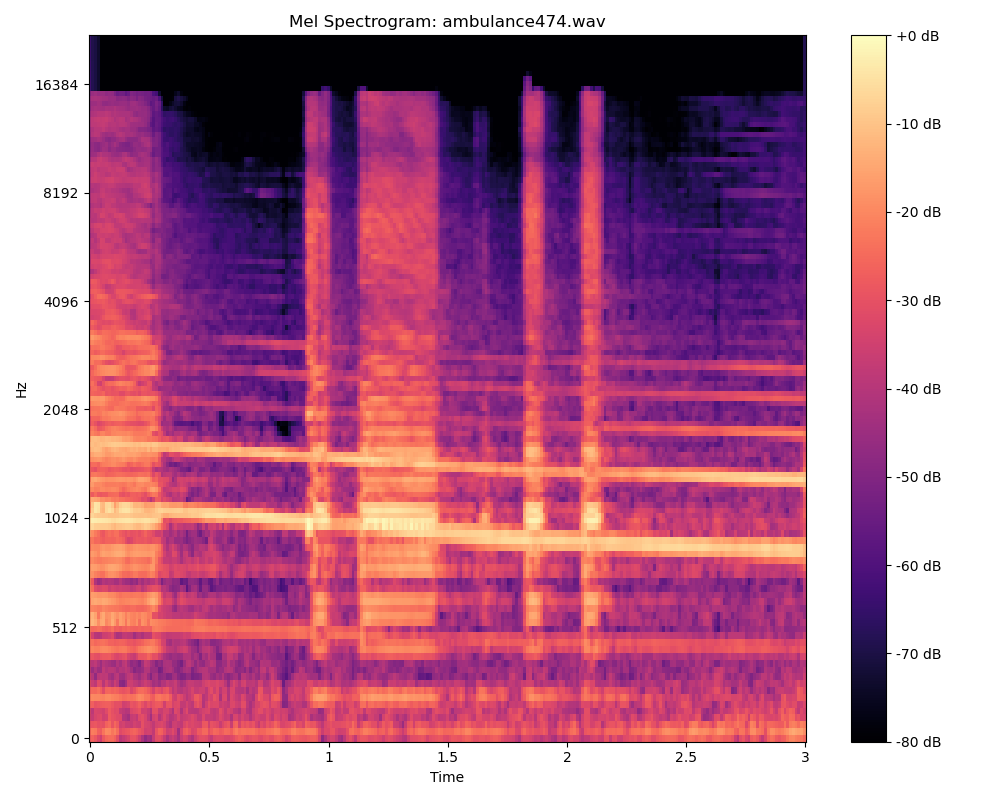 Mel Spectrogram: ambulance474.wav
+0 dB
16384
-10 dB
-20 dB
8192
-30 dB
4096
Hz
-40 dB
2048
-50 dB
1024
-60 dB
512
-70 dB
0
-80 dB
0 0.5 1 1.5 2 2.5 3
Time